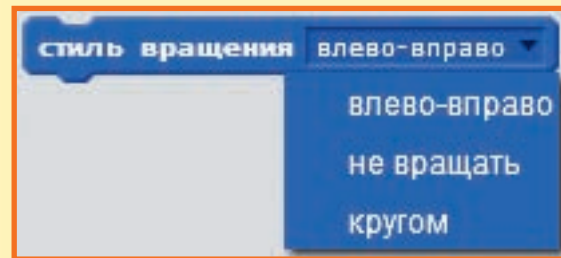 стиль вращения влево-вправо
влево-вправо
не вращать
кругом